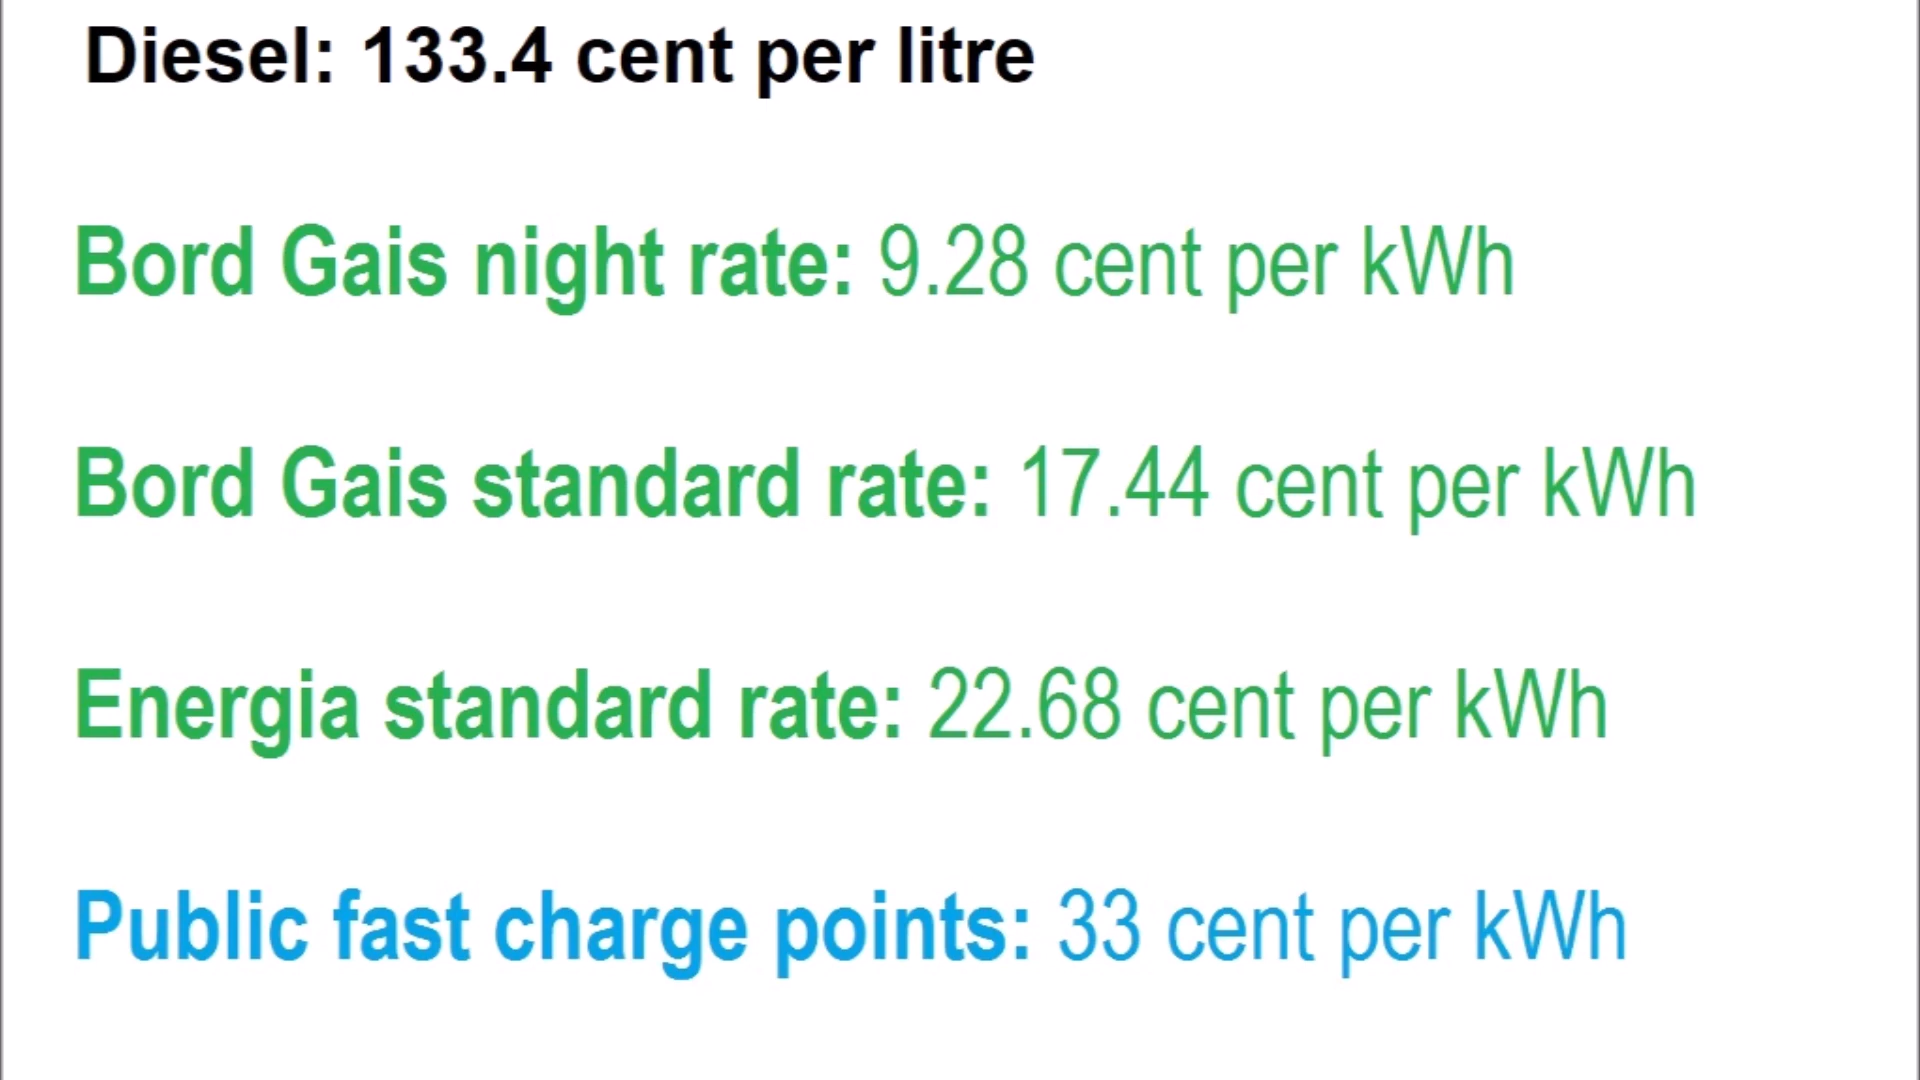 Diesel: 133.4 cent per litre
Bord Gais night rate: 9.28 cent per kWh
Bord Gais standard rate: 17.44 cent per kWh
Energia standard rate: 22.68 cent per kWh
Public fast charge points: 33 cent per kWh